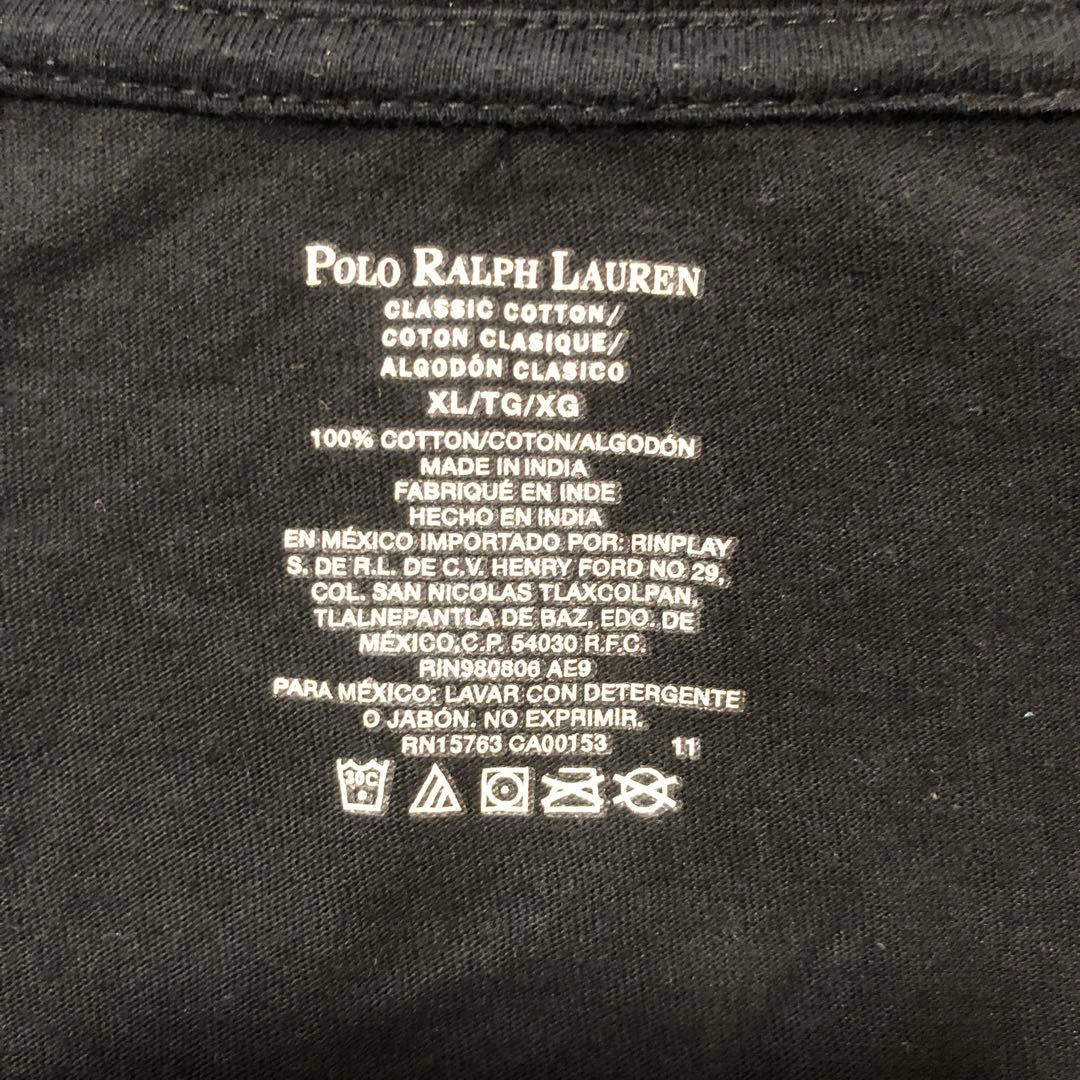 POLO RALPH LAUREN
CLASSIC COTTON/
COTON CLASIQUE/
ALGODÓN CLASICO
XL/TG/XG
100% COTTON/COTON/ALGODÓN
MADE IN INDIA
FABRIQUÉ EN INDE
HECHO EN INDIA
EN MÉXICO IMPORTADO POR: RINPLAY
S. DE R.L. DE C.V. HENRY FORD NO 29,
COL. SAN NICOLAS TLAXCOLPAN,
TLALNEPANTLA DE BAZ, EDO. DE
MÉXICO,C.P. 54030 R.F.C.
RIN980806 AE9
PARA MÉXICO: LAVAR CON DETERGENTE
O JABÓN. NO EXPRIMIR.
RN15763 CA00153 11
30C